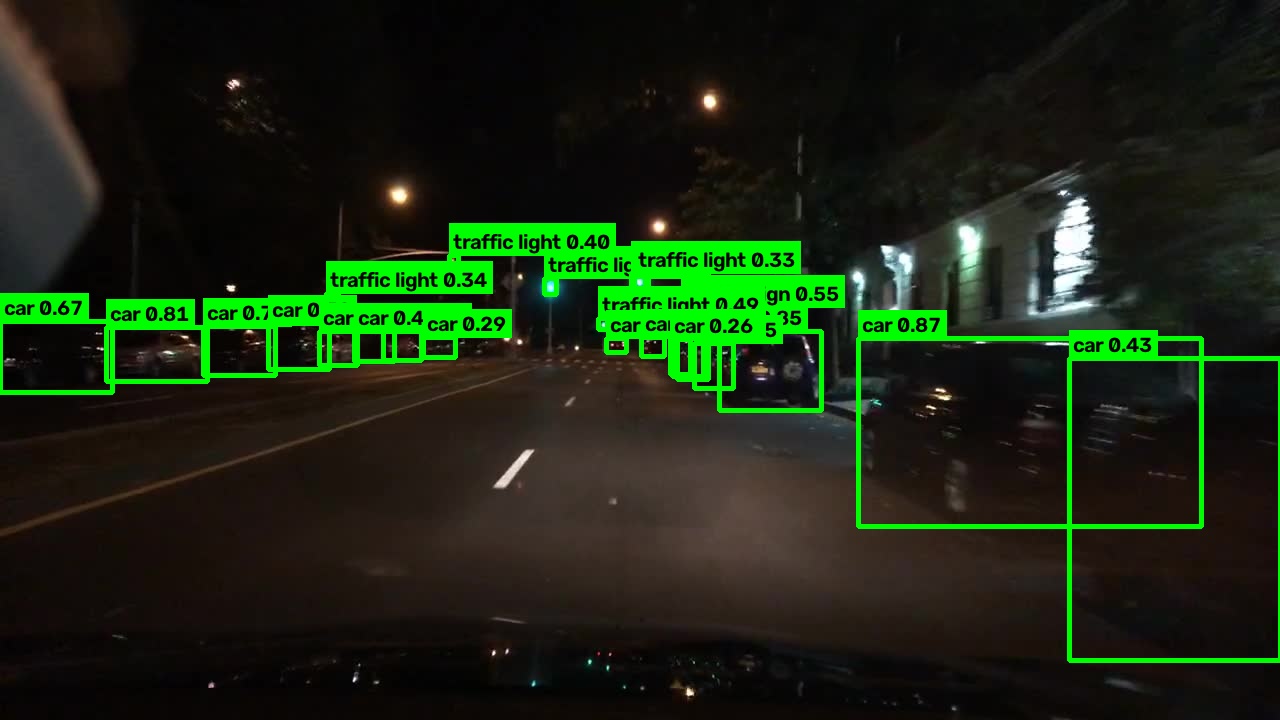 traffic light 0.40
traffic lig
traffic light 0.33
traffic light 0.34
gn 0.55
car 0.67
car 0.81
car 0.7
car 0
car
car 0.4
car 0.29
traffic light 0.49
car
car
car 0.26
car 0.87
car 0.43